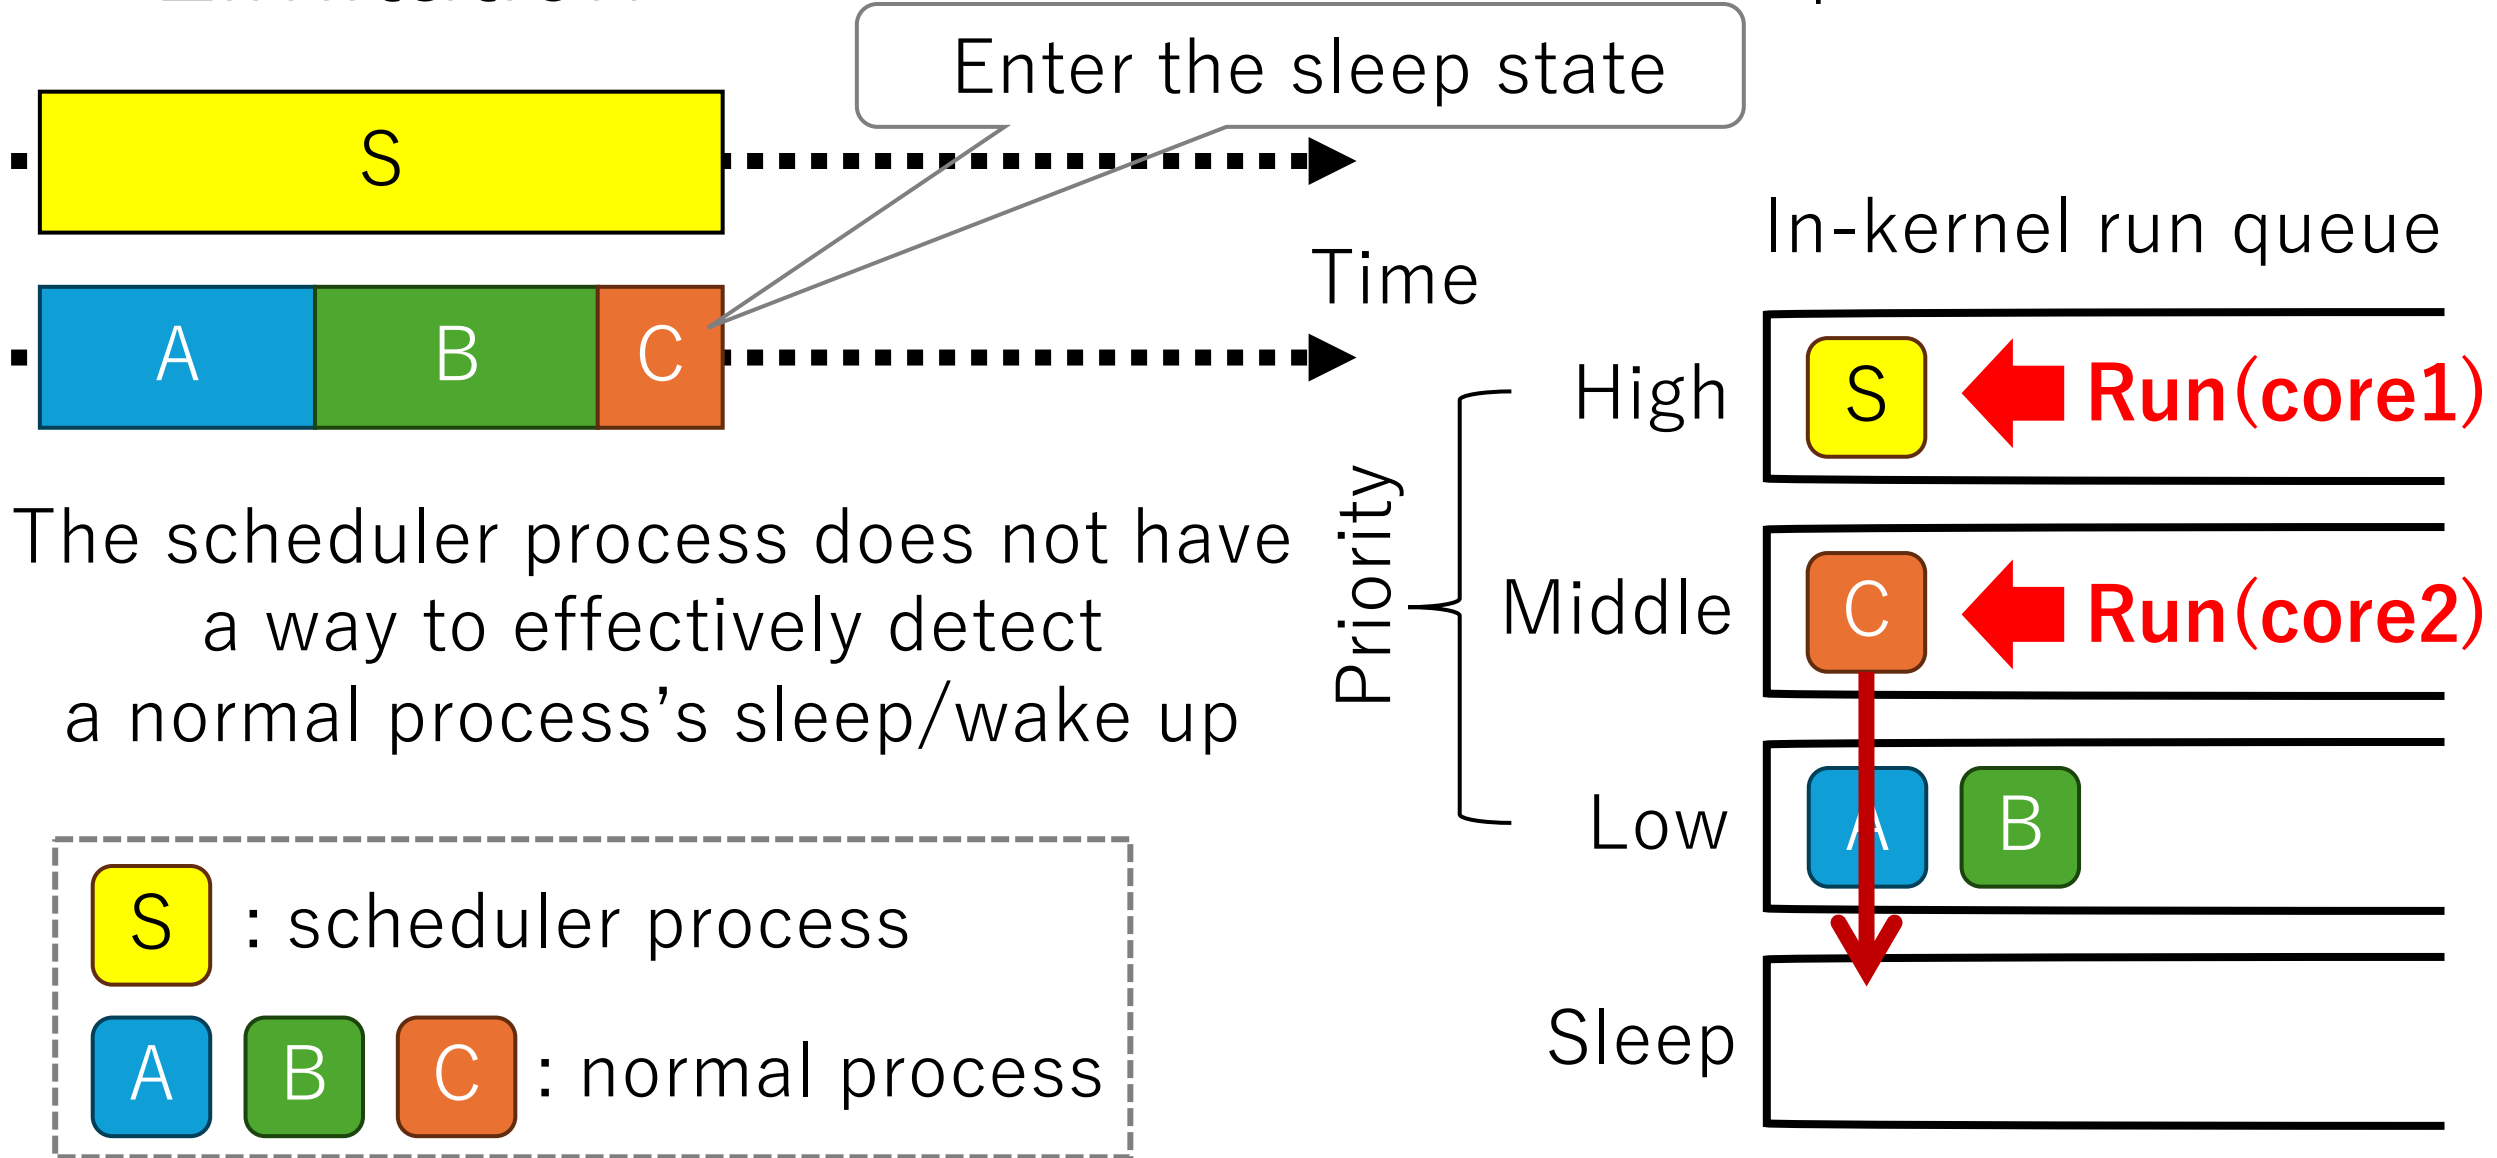 Enter the sleep state
S
Time
A B C
The scheduler process does not have
a way to effectively detect
a normal process’s sleep/wake up
S : scheduler process
A B C : normal process
In-kernel run queue
Priority
High S Run(core1)
Middle C Run(core2)
Low A B
Sleep